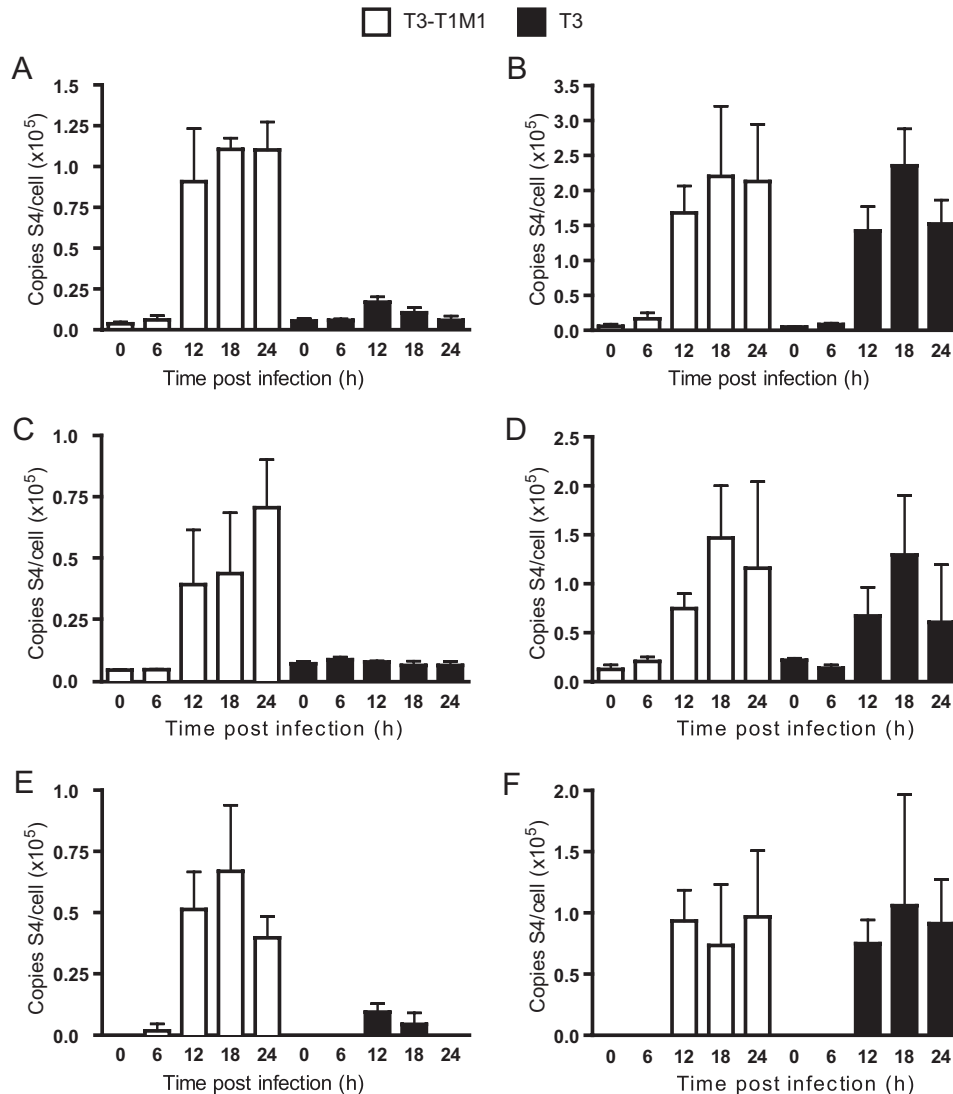 T3-T1M1 T3
A
Copies S4/cell (x10⁵)
1.5
1.25
1.0
0.75
0.25
0.0
0 6 12 18 24 0 6 12 18 24
Time post infection (h)
B
Copies S4/cell (x10⁵)
3.5
3.0
2.5
2.0
1.5
1.0
0.5
0.0
0 6 12 18 24 0 6 12 18 24
Time post infection (h)
C
Copies S4/cell (x10⁵)
1.0
0.75
0.5
0.25
0.0
0 6 12 18 24 0 6 12 18 24
Time post infection (h)
D
Copies S4/cell (x10⁵)
2.5
2.0
1.5
1.0
0.5
0.0
0 6 12 18 24 0 6 12 18 24
Time post infection (h)
E
Copies S4/cell (x10⁵)
1.0
0.75
0.5
0.25
0.0
0 6 12 18 24 0 6 12 18 24
Time post infection (h)
F
Copies S4/cell (x10⁵)
2.0
1.5
1.0
0.5
0.0
0 6 12 18 24 0 6 12 18 24
Time post infection (h)